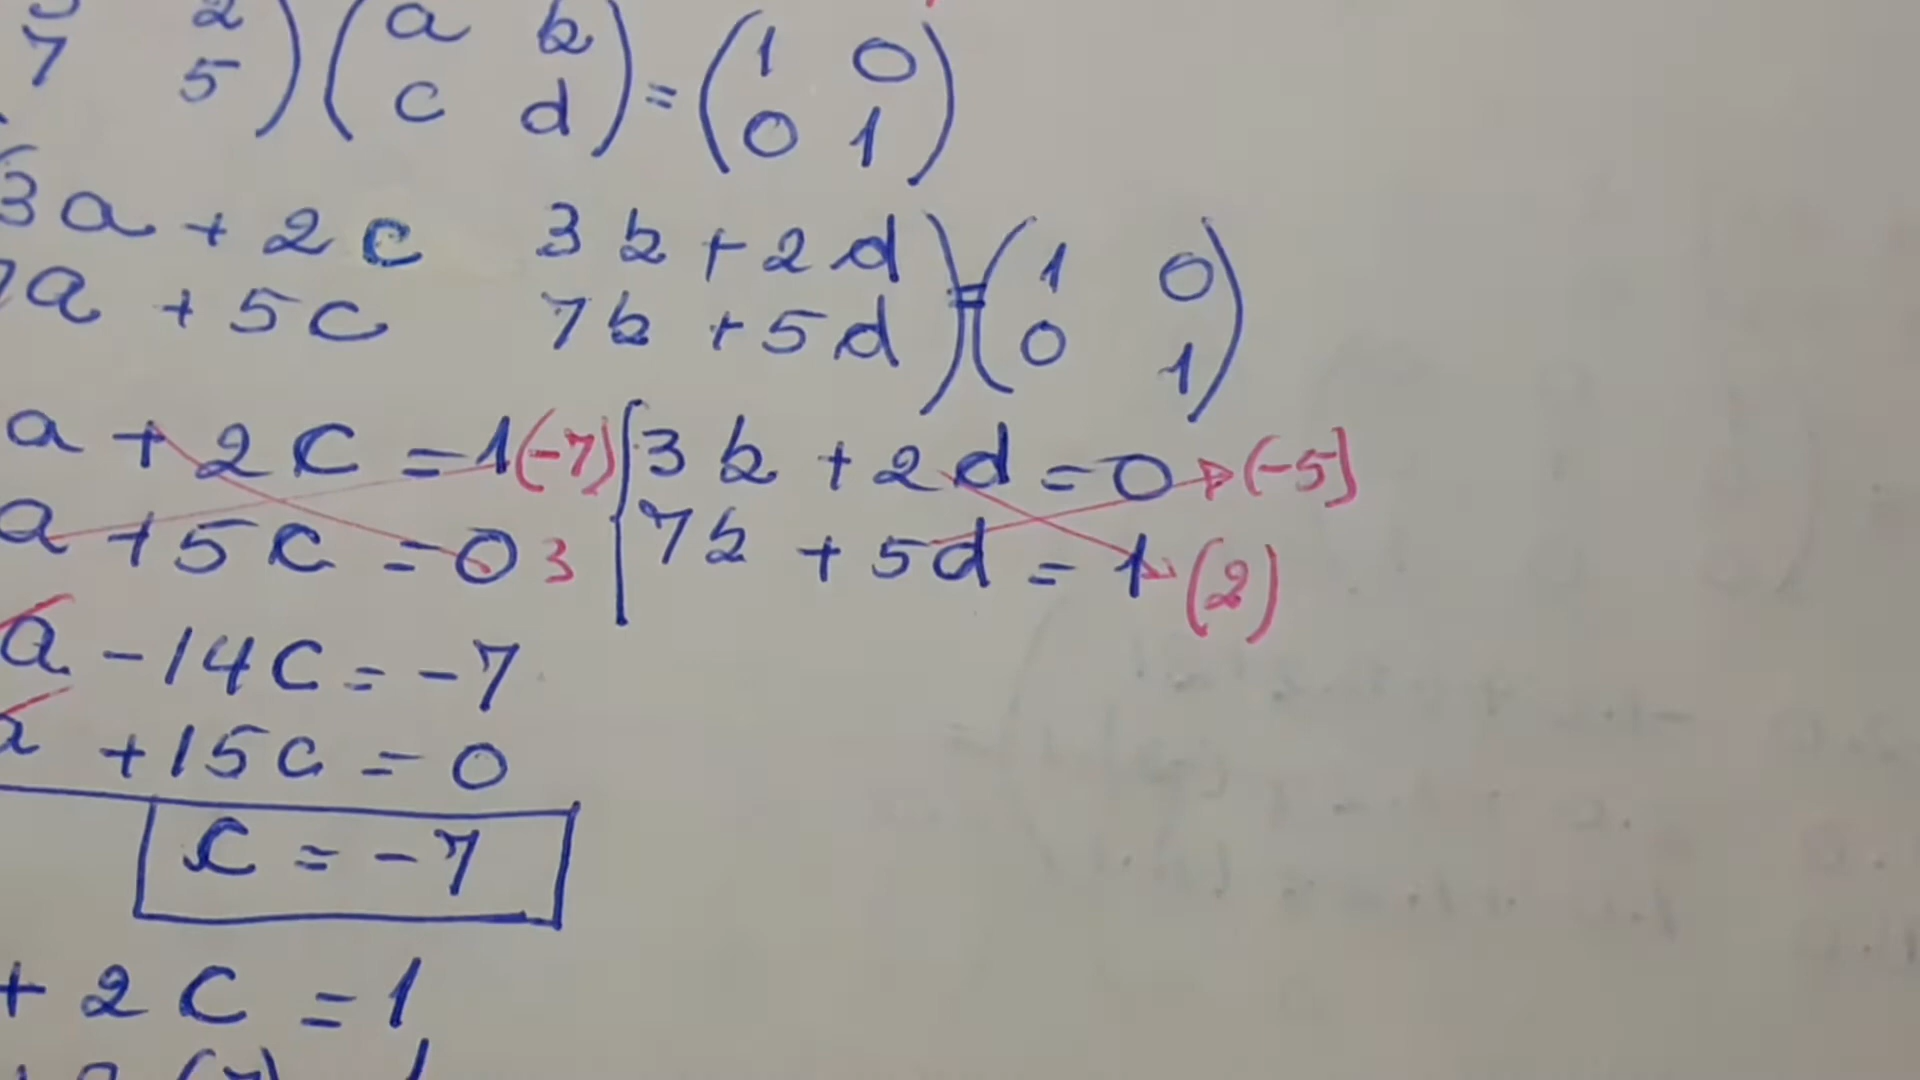 7 2
5) (a b
c d) = (1 0
0 1)
3a + 2c 3b + 2d) = (1 0
7a + 5c 7b + 5d) (0 1)
a + 2c = 1 (-7) { 3b + 2d = 0 → (-5)
a + 5c = 0 3 7b + 5d = 1 → (2)
a - 14c = -7
a + 15c = 0
c = -7
+ 2c = 1